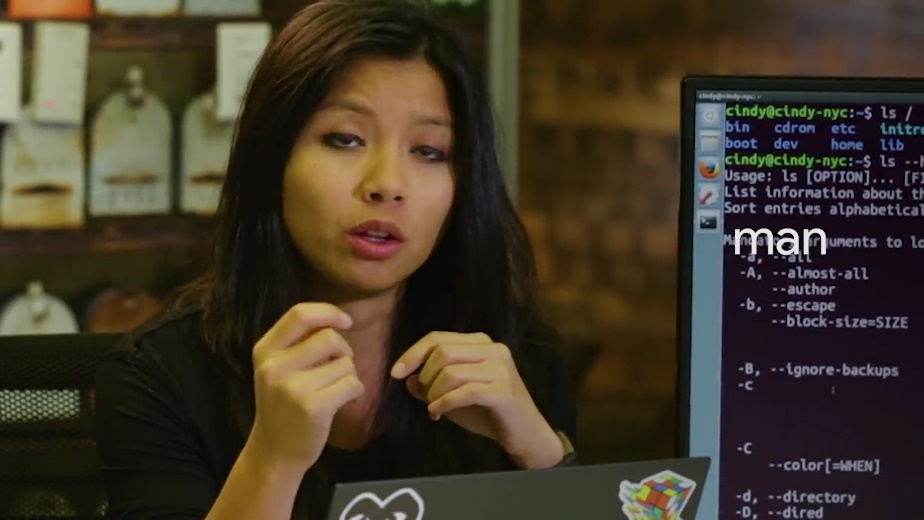 cindy@cindy-nyc: ~
cindy@cindy-nyc:~$ ls /
bin cdrom etc initr
boot dev home lib
cindy@cindy-nyc:~$ ls --
Usage: ls [OPTION]... [FI
List information about th
Sort entries alphabetical
man
arguments to lo
-a, --all
-A, --almost-all
--author
-b, --escape
--block-size=SIZE
-B, --ignore-backups
-c
-C
--color[=WHEN]
-d, --directory
-D, --dired